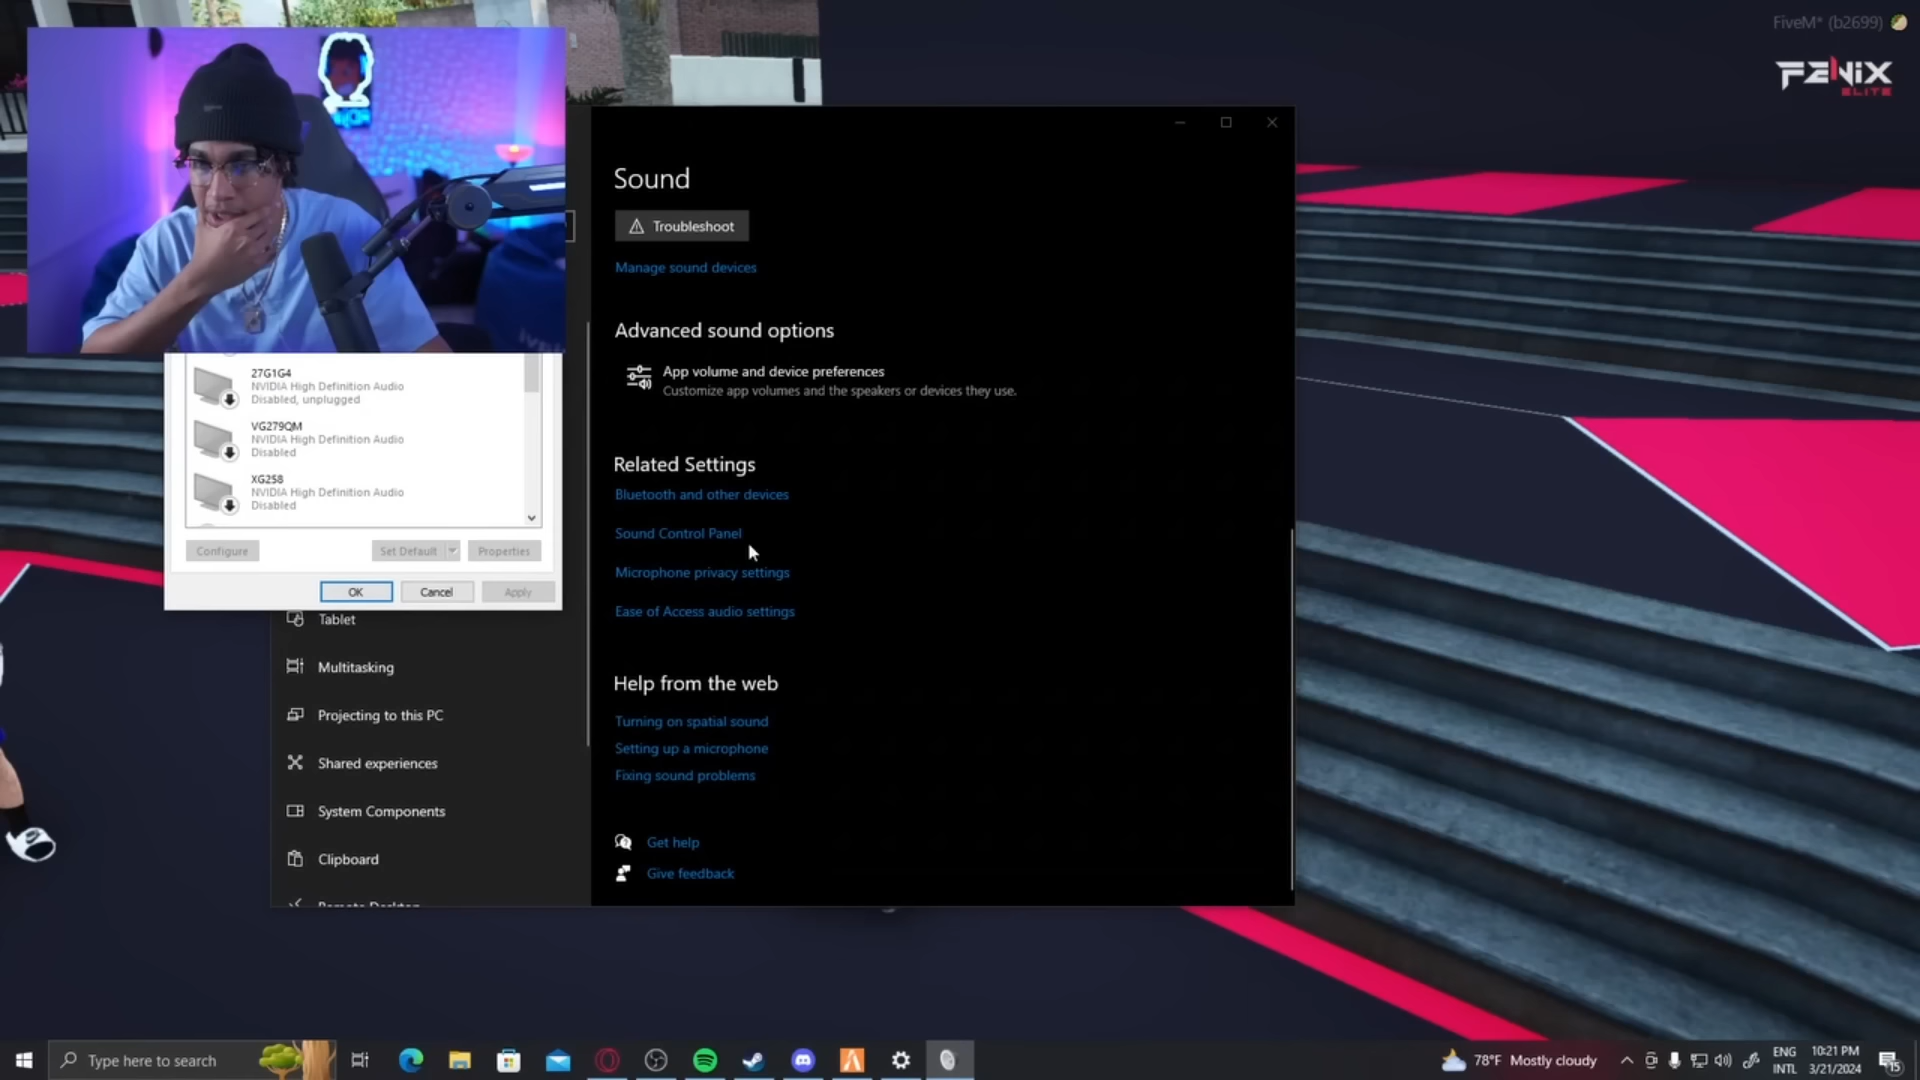 FiveM* (b2699)
FENIX
ELITE
Sound
Troubleshoot
Manage sound devices
Advanced sound options
App volume and device preferences
Customize app volumes and the speakers or devices they use.
Related Settings
Bluetooth and other devices
Sound Control Panel
Microphone privacy settings
Ease of Access audio settings
Help from the web
Turning on spatial sound
Setting up a microphone
Fixing sound problems
Get help
Give feedback
27G1G4
NVIDIA High Definition Audio
Disabled, unplugged
VG279QM
NVIDIA High Definition Audio
Disabled
XG258
NVIDIA High Definition Audio
Disabled
Configure
Set Default
Properties
OK
Cancel
Apply
Tablet
Multitasking
Projecting to this PC
Shared experiences
System Components
Clipboard
Remote Desktop
Type here to search
78°F Mostly cloudy
ENG
INTL
10:21 PM
3/21/2024
15